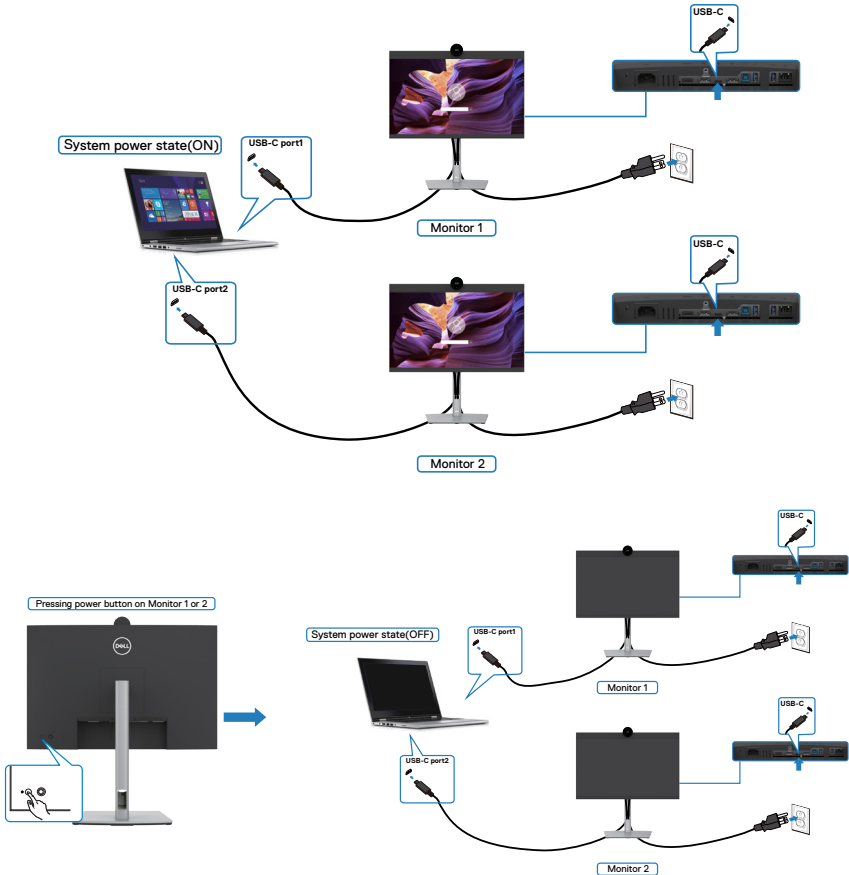 USB-C
System power state(ON)
USB-C port1
Monitor 1
USB-C
USB-C port2
Monitor 2
Pressing power button on Monitor 1 or 2
DELL
USB-C
System power state(OFF)
USB-C port1
Monitor 1
USB-C
USB-C port2
Monitor 2